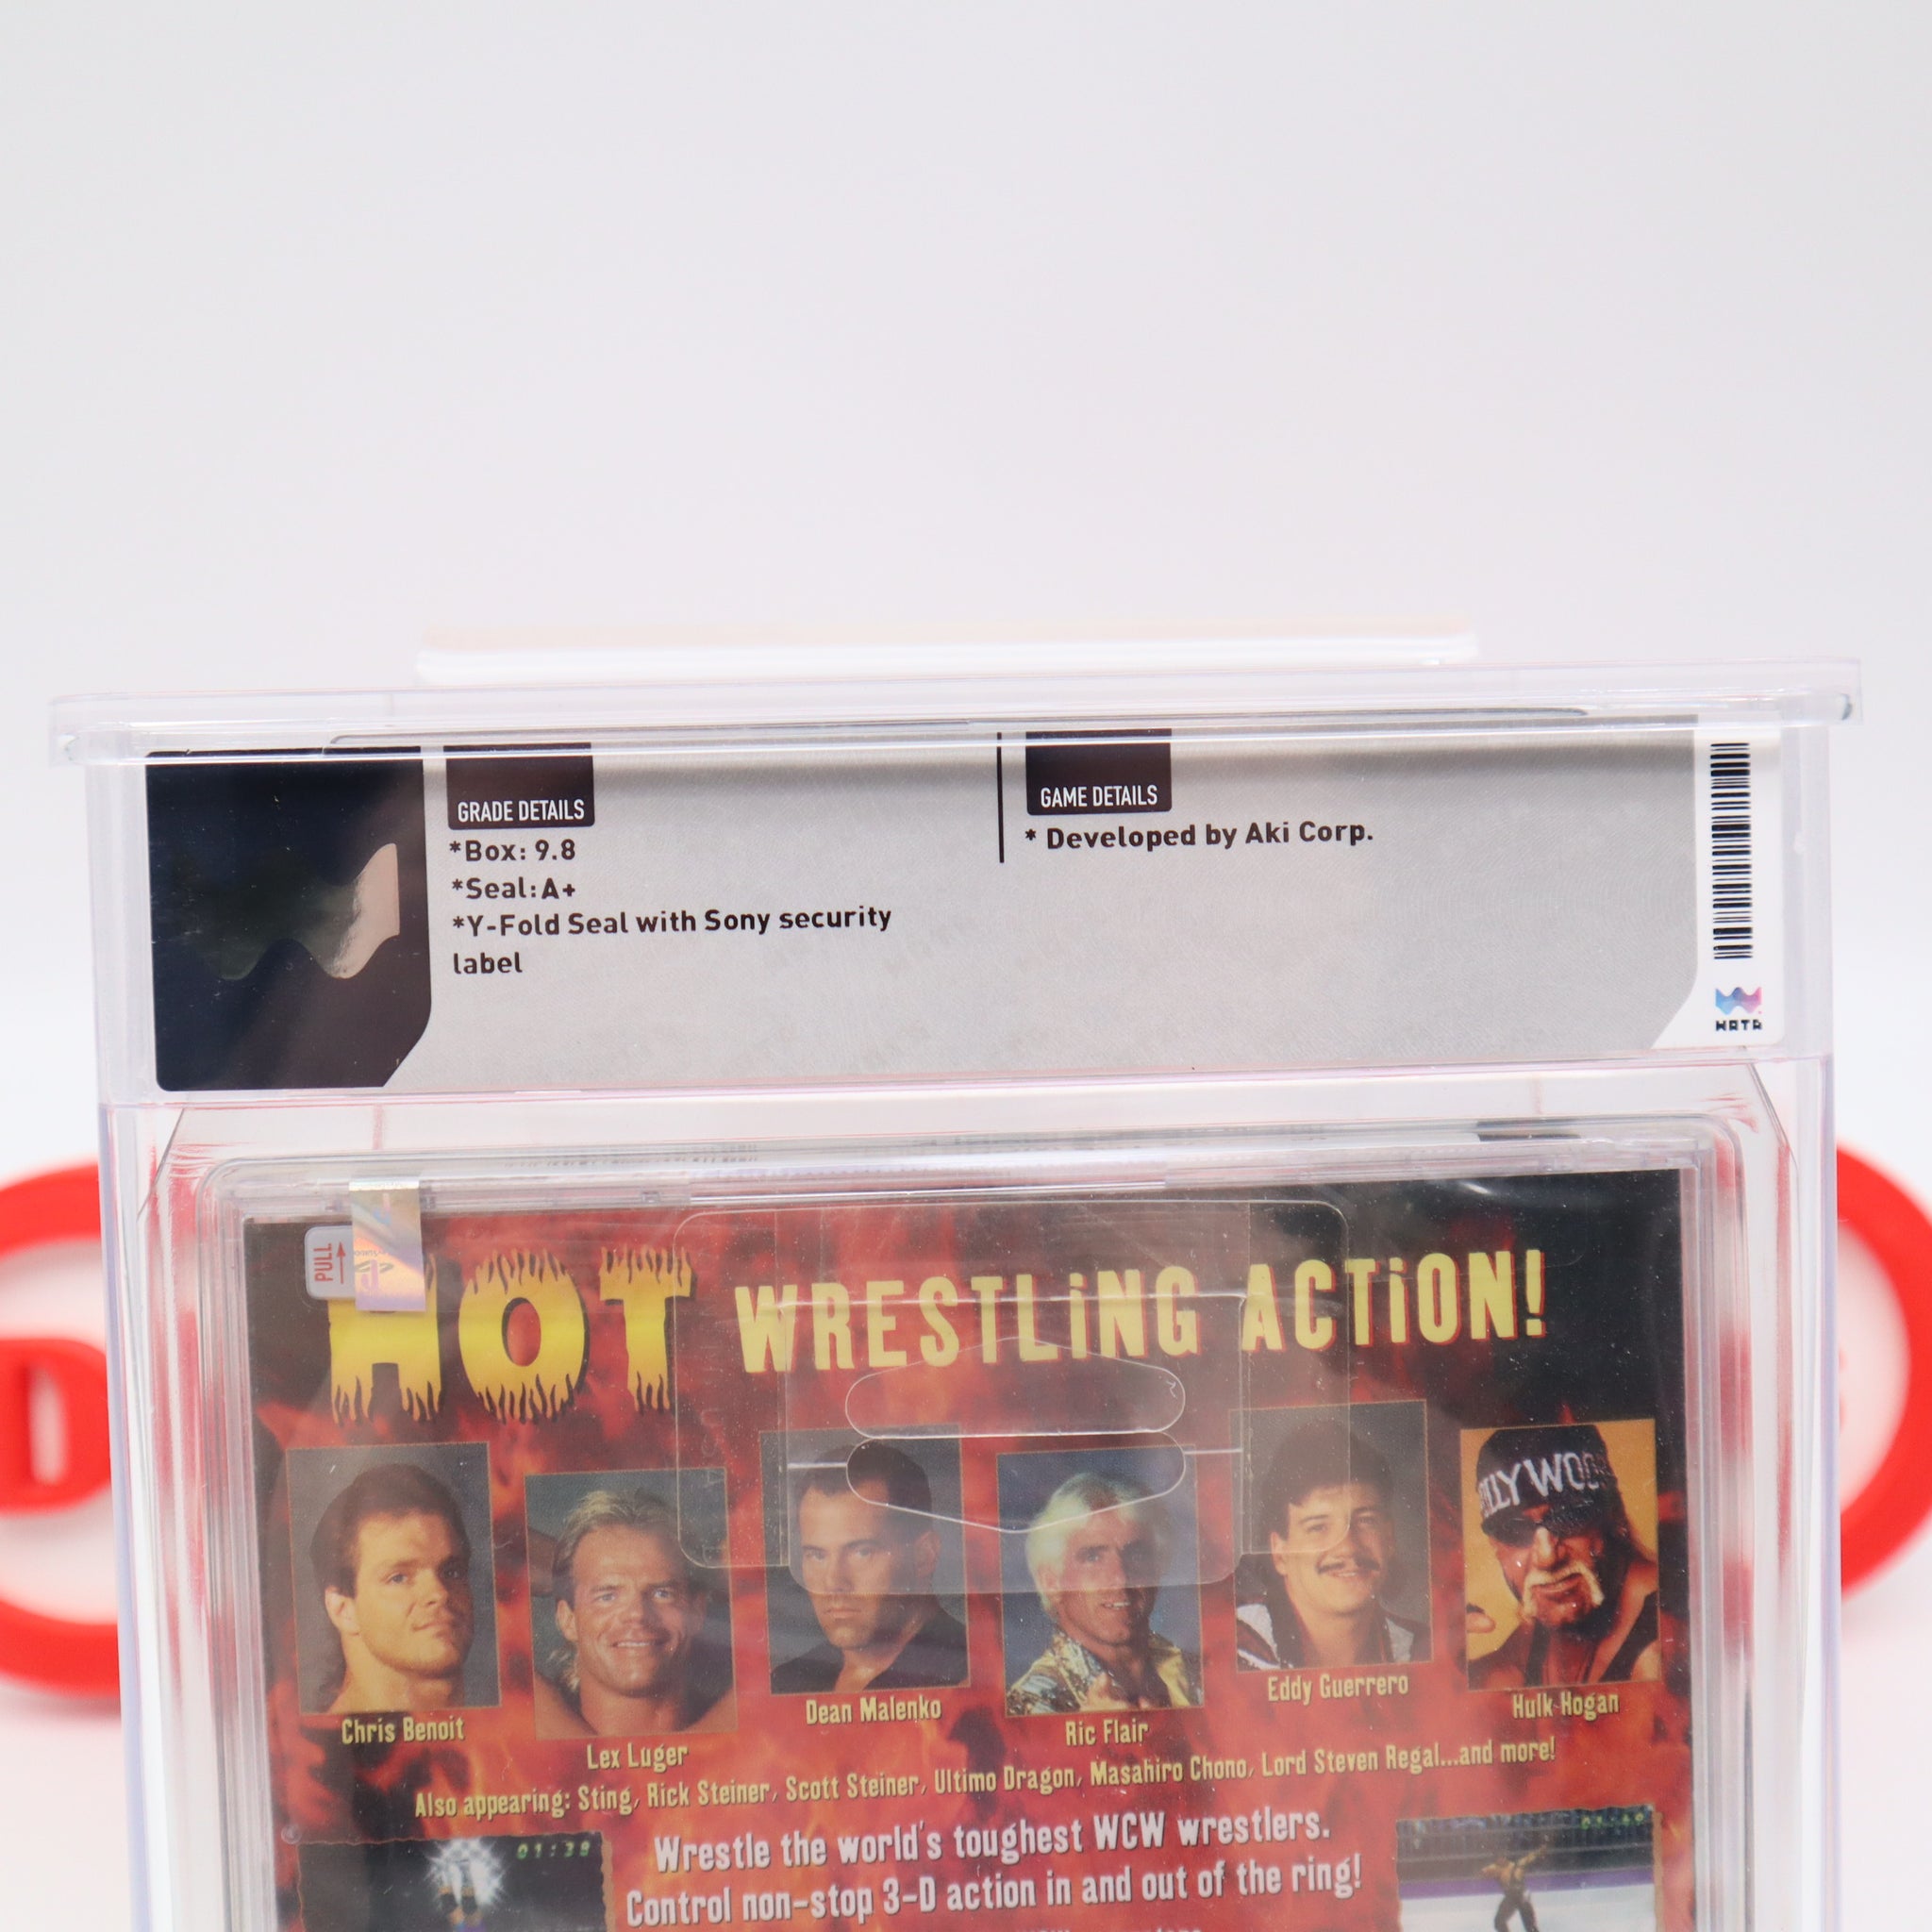 GRADE DETAILS
*Box: 9.8
*Seal:A+
*Y-Fold Seal with Sony security
label
GAME DETAILS
* Developed by Aki Corp.
WATA
PULL
HOT WRESTLiNG ACTiON!
Chris Benoit
Lex Luger
Dean Malenko
Ric Flair
Eddy Guerrero
LLYWOO
Hulk Hogan
Also appearing: Sting, Rick Steiner, Scott Steiner, Ultimo Dragon, Masahiro Chono, Lord Steven Regal...and more!
01:39
Wrestle the world's toughest WCW wrestlers.
Control non-stop 3-D action in and out of the ring!